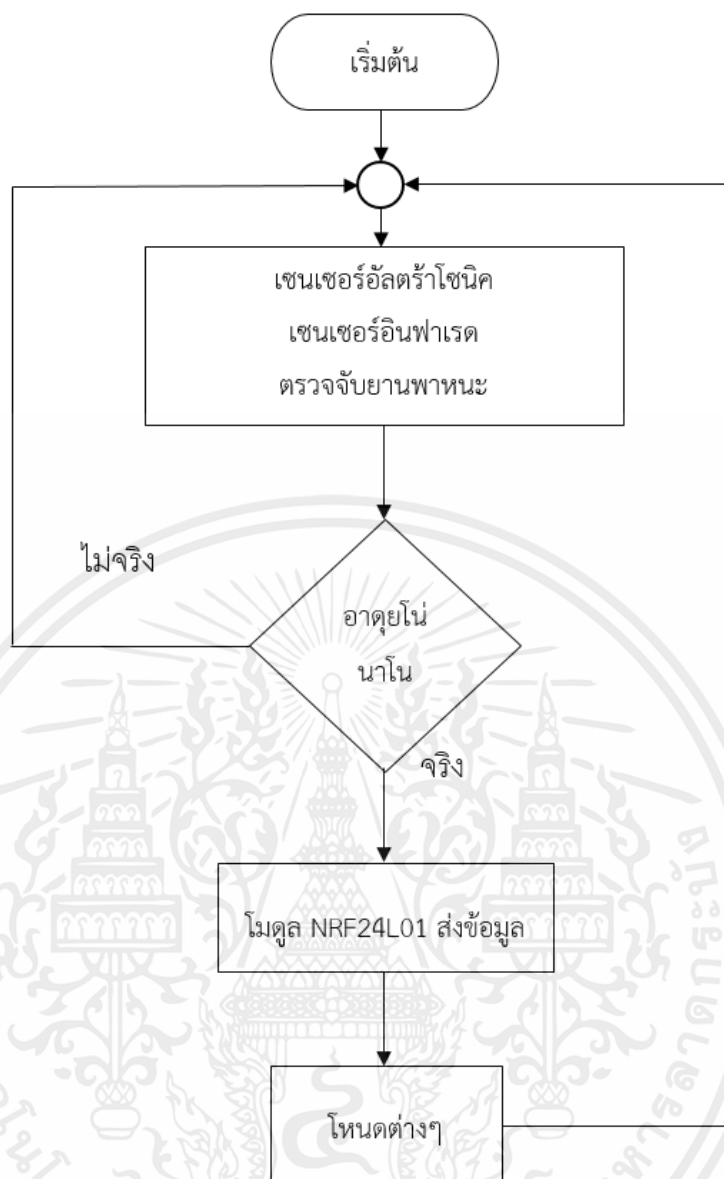 เริ่มต้น
เซนเซอร์อัลตร้าโซนิค
เซนเซอร์อินฟาเรด
ตรวจจับยานพาหนะ
ไม่จริง
อาดุยโน่
นาโน
จริง
โมดูล NRF24L01 ส่งข้อมูล
โหนดต่างๆ